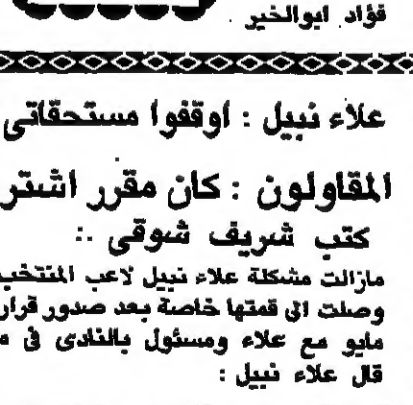 فؤاد ابوالخير .
علاء نبيل : اوقفوا مستحقاتى
المقاولون : كان مقرر اشتر
كتب شريف شوقى .:
مازالت مشكلة علاء نبيل لاعب المنتخب
وصلت الى قمتها خاصة بعد صدور قرار
مايو مع علاء ومسئول بالنادى فى م
قال علاء نبيل :